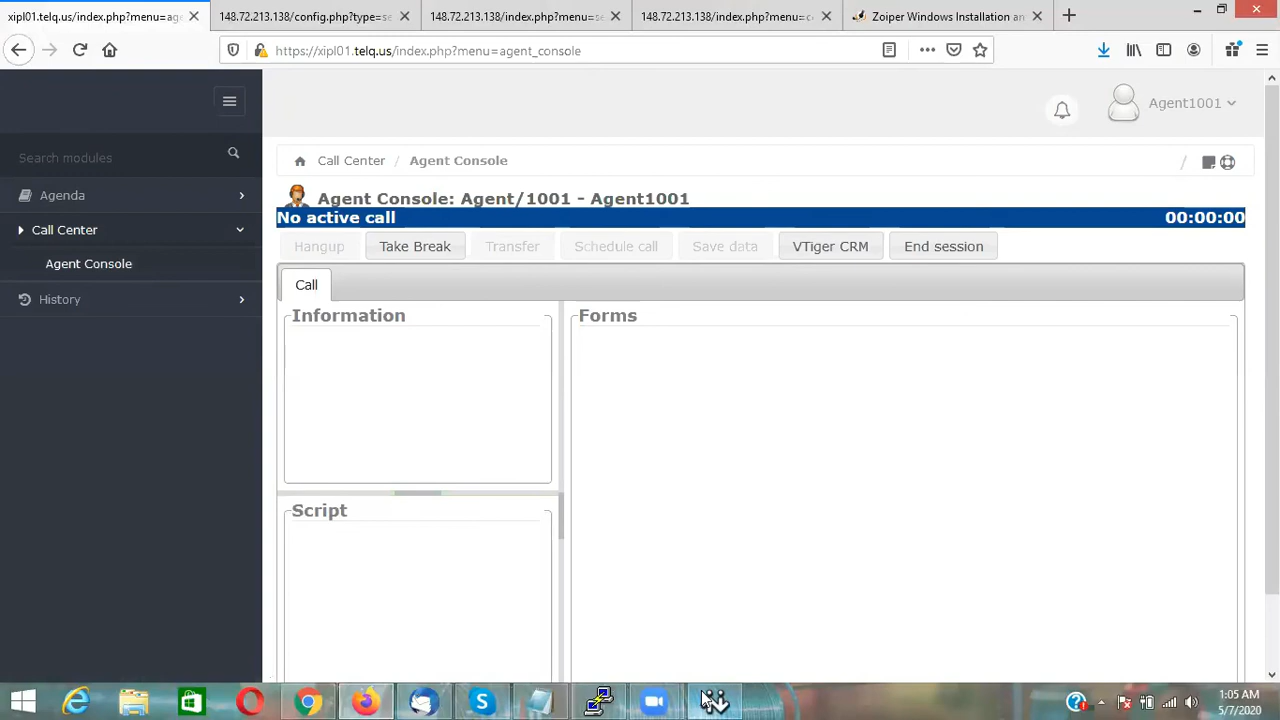 xipl01.telq.us/index.php?menu=age
148.72.213.138/config.php?type=se
148.72.213.138/index.php?menu=se
148.72.213.138/index.php?menu=c
Zoiper Windows Installation an
https://xipl01.telq.us/index.php?menu=agent_console
Agent1001
Search modules
Call Center / Agent Console /
Agenda
Agent Console: Agent/1001 - Agent1001
No active call 00:00:00
Call Center
Hangup Take Break Transfer Schedule call Save data VTiger CRM End session
Agent Console
Call
History
Information Forms
Script
1:05 AM
5/7/2020